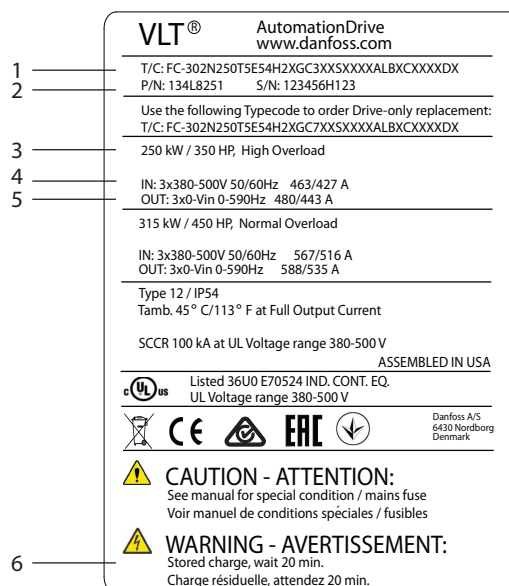 VLT® AutomationDrive
www.danfoss.com
1 T/C: FC-302N250T5E54H2XGC3XXSXXXXALBXCXXXXDX
2 P/N: 134L8251 S/N: 123456H123
Use the following Typecode to order Drive-only replacement:
T/C: FC-302N250T5E54H2XGC7XXSXXXXALBXCXXXXDX
3 250 kW / 350 HP, High Overload
4 IN: 3x380-500V 50/60Hz 463/427 A
5 OUT: 3x0-Vin 0-590Hz 480/443 A
315 kW / 450 HP, Normal Overload
IN: 3x380-500V 50/60Hz 567/516 A
OUT: 3x0-Vin 0-590Hz 588/535 A
Type 12 / IP54
Tamb. 45° C/113° F at Full Output Current
SCCR 100 kA at UL Voltage range 380-500 V
ASSEMBLED IN USA
c UL us Listed 36U0 E70524 IND. CONT. EQ.
UL Voltage range 380-500 V
CE EAC
Danfoss A/S
6430 Nordborg
Denmark
CAUTION - ATTENTION:
See manual for special condition / mains fuse
Voir manuel de conditions spéciales / fusibles
WARNING - AVERTISSEMENT:
6 Stored charge, wait 20 min.
Charge résiduelle, attendez 20 min.